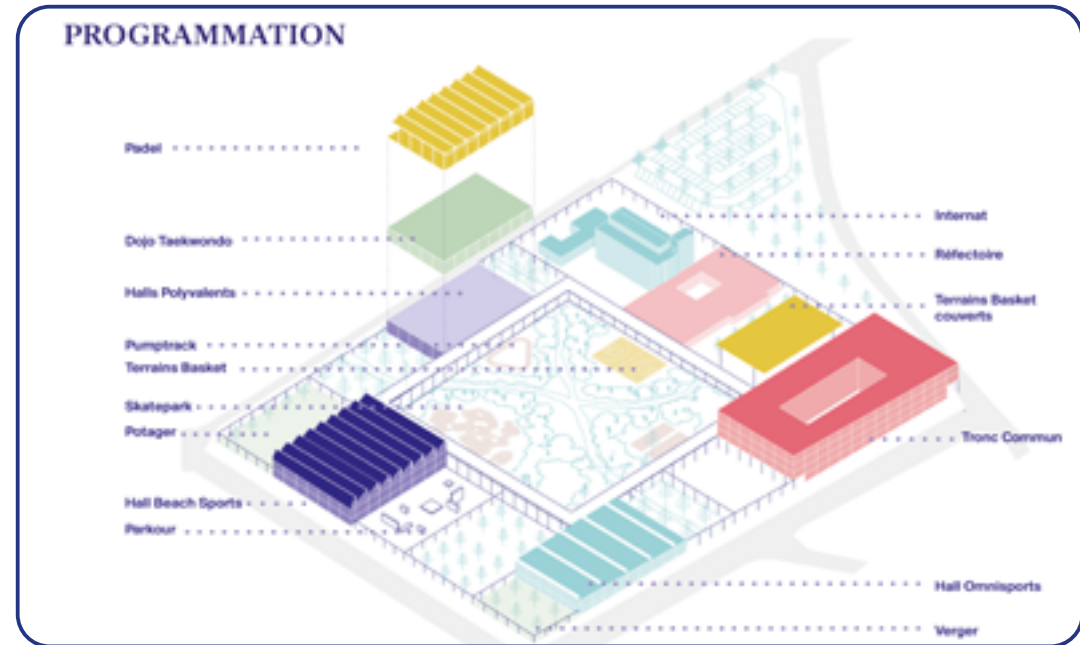 PROGRAMMATION
Padel
Dojo Taekwondo
Halls Polyvalents
Pumptrack
Terrains Basket
Skatepark
Potager
Hall Beach Sports
Parkour
Internat
Réfectoire
Terrains Basket
couverts
Tronc Commun
Hall Omnisports
Verger